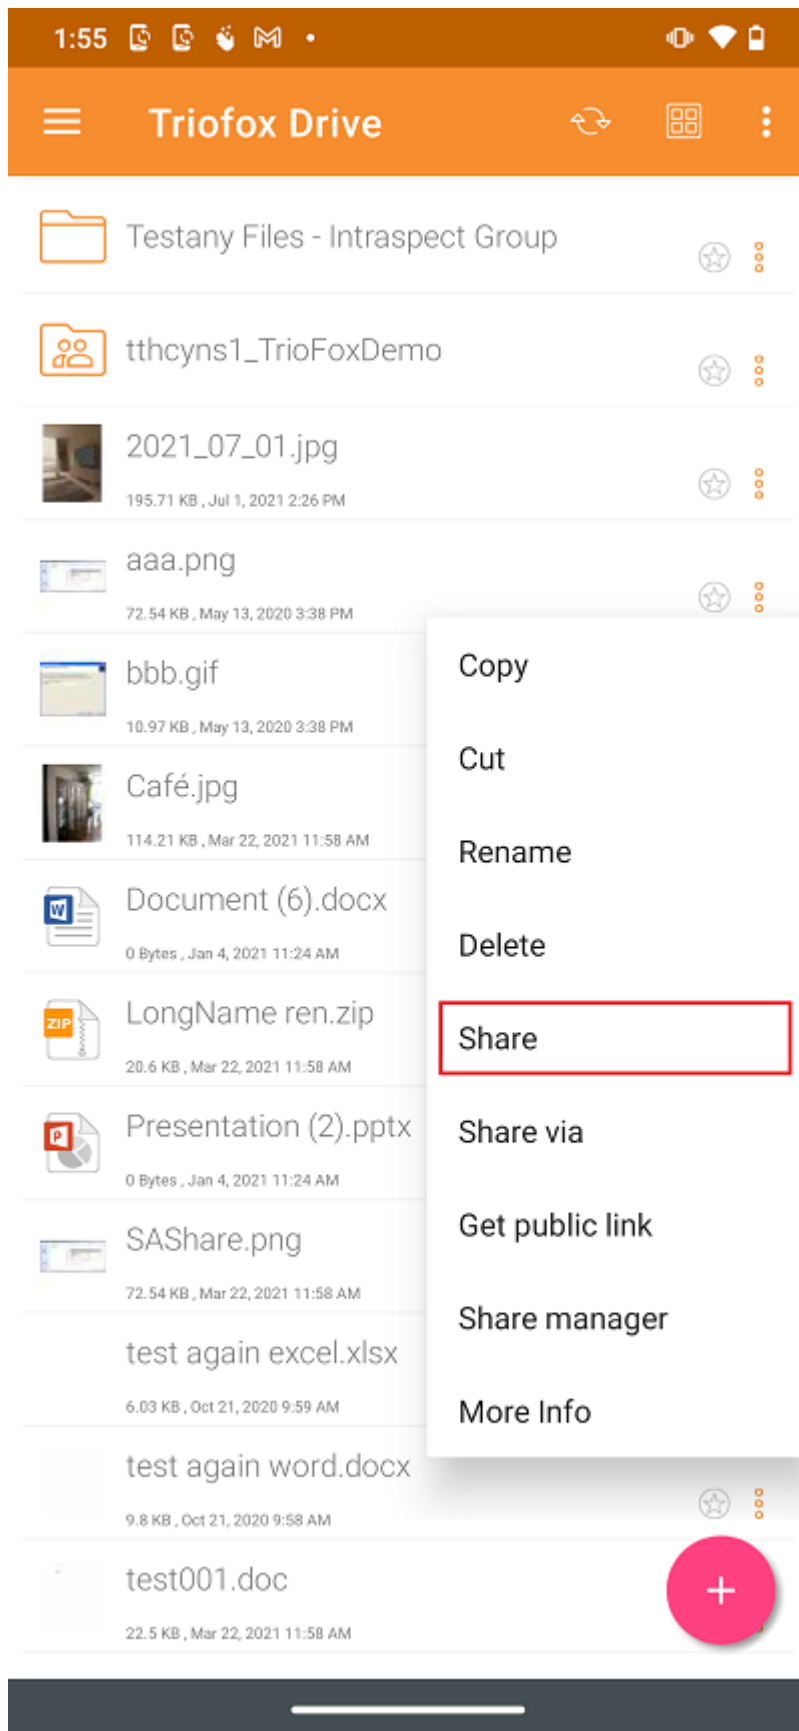 1:55
Triofox Drive
Testany Files - Intraspect Group
tthcyns1_TrioFoxDemo
2021_07_01.jpg
195.71 KB , Jul 1, 2021 2:26 PM
aaa.png
72.54 KB , May 13, 2020 3:38 PM
bbb.gif
10.97 KB , May 13, 2020 3:38 PM
Café.jpg
114.21 KB , Mar 22, 2021 11:58 AM
W
Document (6).docx
0 Bytes , Jan 4, 2021 11:24 AM
ZIP
LongName ren.zip
20.6 KB , Mar 22, 2021 11:58 AM
P
Presentation (2).pptx
0 Bytes , Jan 4, 2021 11:24 AM
SAShare.png
72.54 KB , Mar 22, 2021 11:58 AM
test again excel.xlsx
6.03 KB , Oct 21, 2020 9:59 AM
test again word.docx
9.8 KB , Oct 21, 2020 9:58 AM
test001.doc
22.5 KB , Mar 22, 2021 11:58 AM
Copy
Cut
Rename
Delete
Share
Share via
Get public link
Share manager
More Info